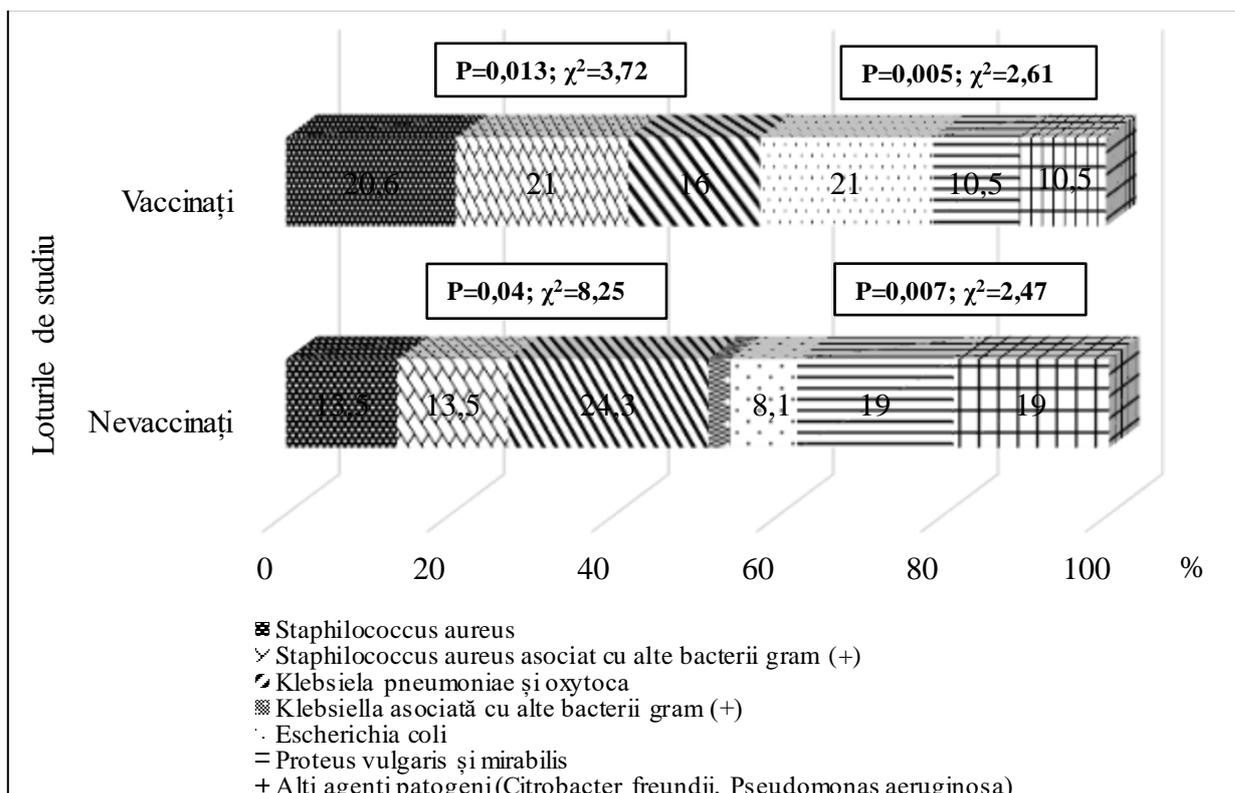 P=0,013; χ²=3,72
P=0,005; χ²=2,61
Vaccinați
20,6
21
16
21
10,5
10,5
P=0,04; χ²=8,25
P=0,007; χ²=2,47
Loturile de studiu
Nevaccinați
13,5
13,5
24,3
8,1
19
19
0 20 40 60 80 100 %
Staphilococcus aureus
Staphilococcus aureus asociat cu alte bacterii gram (+)
Klebsiela pneumoniae și oxytoca
Klebsiella asociată cu alte bacterii gram (+)
Escherichia coli
Proteus vulgaris și mirabilis
Alți agenți patogeni (Citrobacter freundii, Pseudomonas aeruginosa)